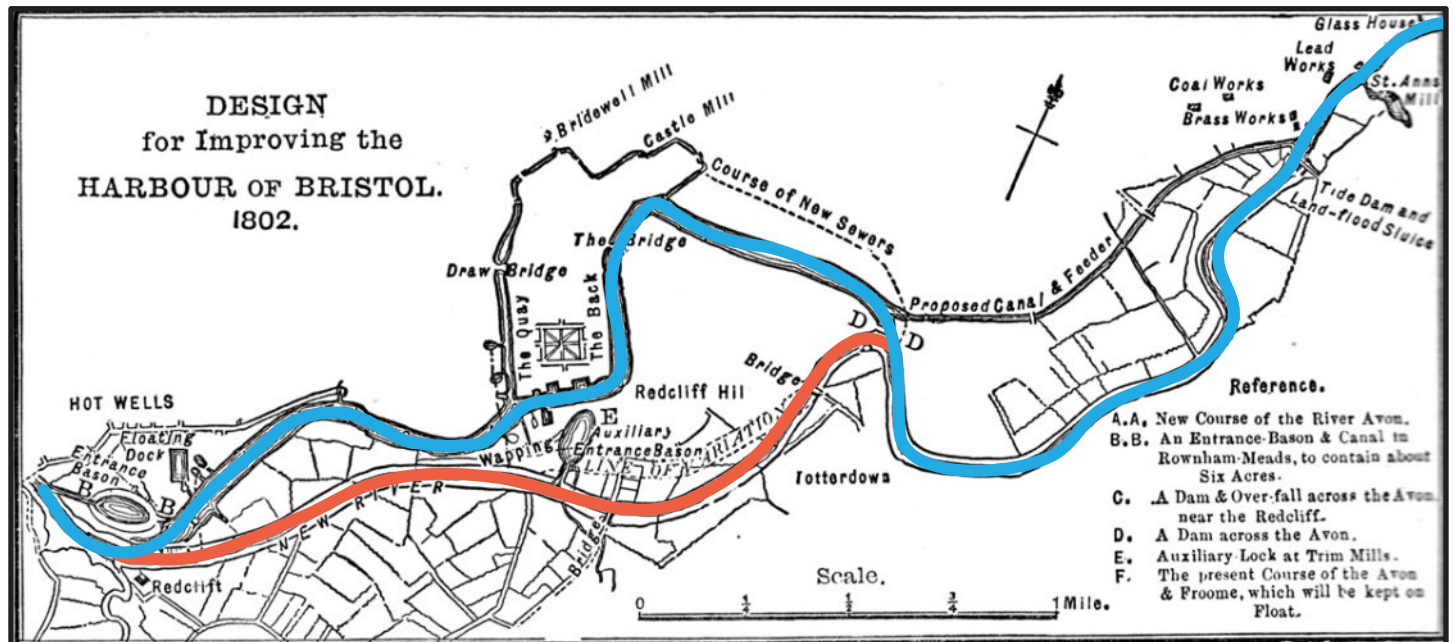 DESIGN
for Improving the
HARBOUR OF BRISTOL.
1802.
Bridewell Mill
Castle Mill
Course of New Sewers
The Bridge
Draw Bridge
The Quay
The Back
Glass House
Lead
Works
St. Anns
Mill
Coal Works
Brass Works
Tide Dam and
Land-flood Sluice
Proposed Canal & Feeder
D
D
A
Bridge
Redcliff Hill
HOT WELLS
Floating
Dock
Entrance
Bason
B
B
E
Auxiliary
Entrance Bason
Wapping
LINE OF VARIATION
Totterdown
NEW RIVER
Bridge
Redclift
Scale.
0 ¼ ½ ¾ 1 Mile.
Reference.
A.A. New Course of the River Avon.
B.B. An Entrance-Bason & Canal in
Rownham-Meads, to contain about
Six Acres.
C. A Dam & Over-fall across the Avon
near the Redcliff.
D. A Dam across the Avon.
E. Auxiliary Lock at Trim Mills.
F. The present Course of the Avon
& Froome, which will be kept on
Float.